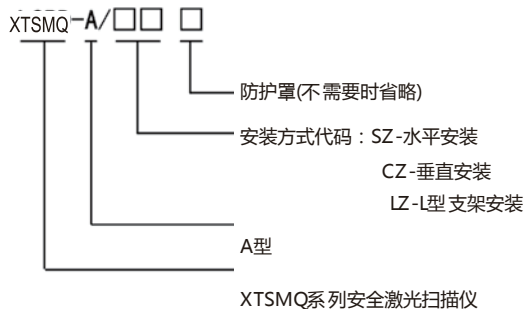 XTSMQ-A/□□ □
防护罩(不需要时省略)
安装方式代码：SZ-水平安装
CZ-垂直安装
LZ-L型支架安装
A型
XTSMQ系列安全激光扫描仪